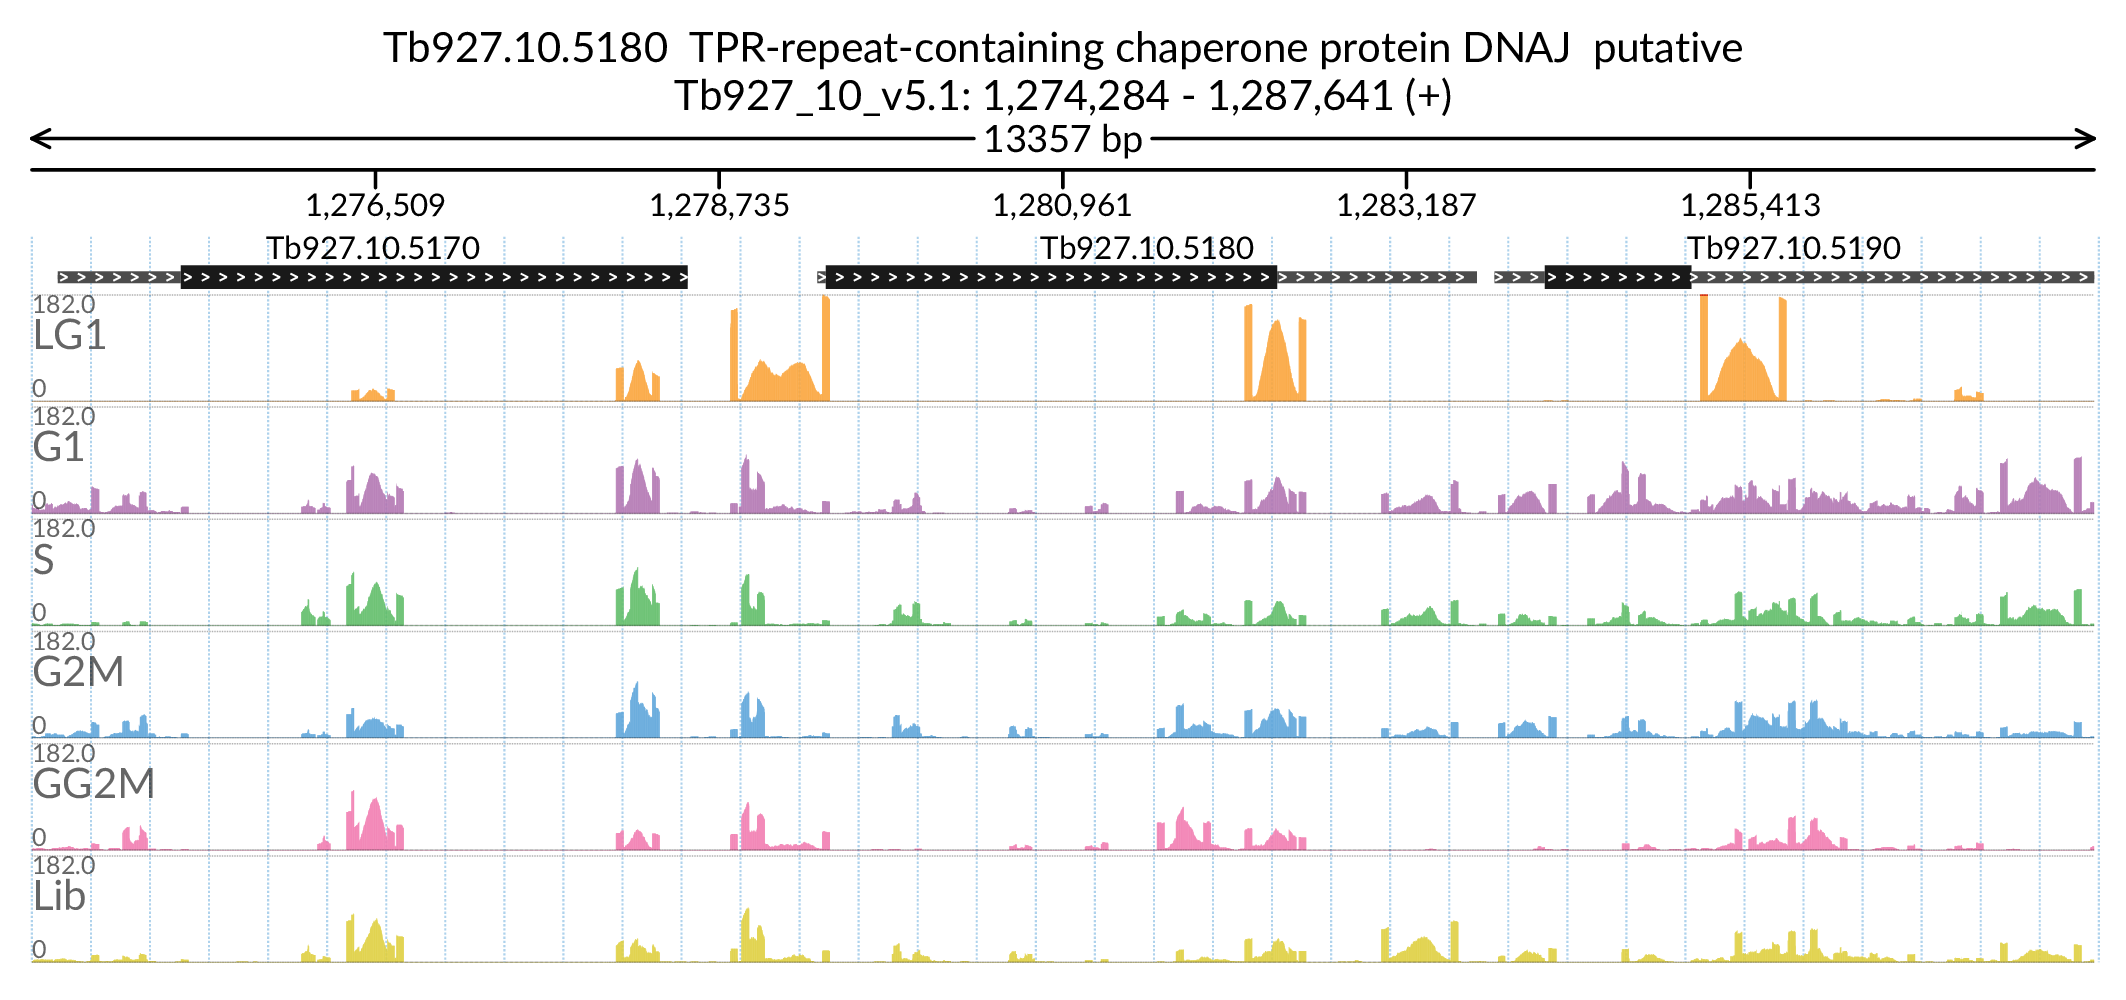 Tb927.10.5180  TPR-repeat-containing chaperone protein DNAJ  putative
Tb927_10_v5.1: 1,274,284 - 1,287,641 (+)
13357 bp
1,276,509 1,278,735 1,280,961 1,283,187 1,285,413
Tb927.10.5170 Tb927.10.5180 Tb927.10.5190
182.0
LG1
0
182.0
G1
0
182.0
S
0
182.0
G2M
0
182.0
GG2M
0
182.0
Lib
0